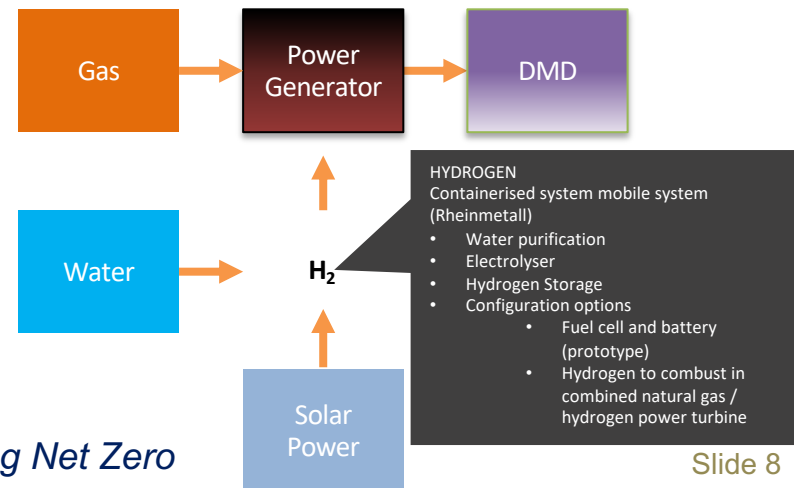 Gas
Power
Generator
DMD
HYDROGEN
Containerised system mobile system
(Rheinmetall)
• Water purification
• Electrolyser
• Hydrogen Storage
• Configuration options
• Fuel cell and battery
(prototype)
• Hydrogen to combust in
combined natural gas /
hydrogen power turbine
Water
H₂
Solar
Power
g Net Zero
Slide 8